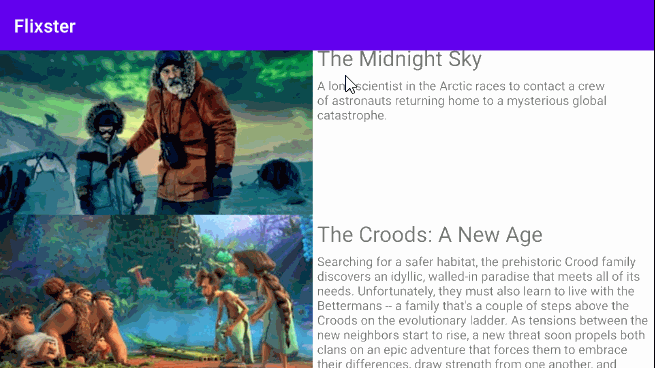 Flixster
The Midnight Sky
A lon scientist in the Arctic races to contact a crew
of astronauts returning home to a mysterious global
catastrophe.
The Croods: A New Age
Searching for a safer habitat, the prehistoric Crood family
discovers an idyllic, walled-in paradise that meets all of its
needs. Unfortunately, they must also learn to live with the
Bettermans – a family that's a couple of steps above the
Croods on the evolutionary ladder. As tensions between the
new neighbors start to rise, a new threat soon propels both
clans on an epic adventure that forces them to embrace
their differences, draw strength from one another, and